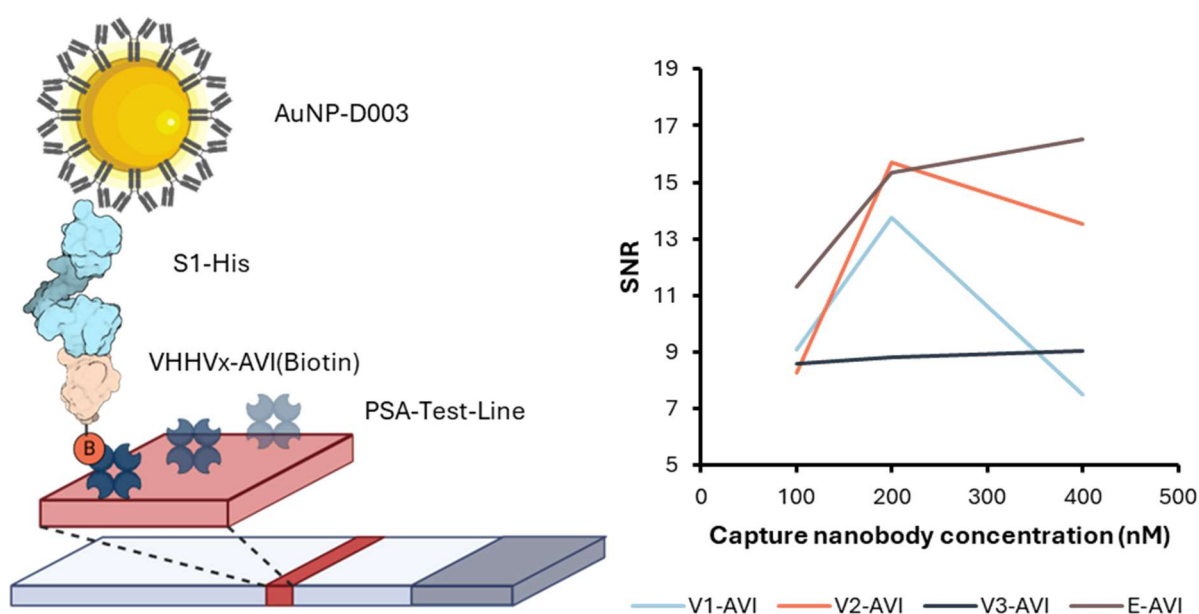 AuNP-D003
S1-His
VHHVx-AVI(Biotin)
PSA-Test-Line
B
19
17
15
13
11
9
7
5
SNR
0 100 200 300 400 500
Capture nanobody concentration (nM)
V1-AVI V2-AVI V3-AVI E-AVI